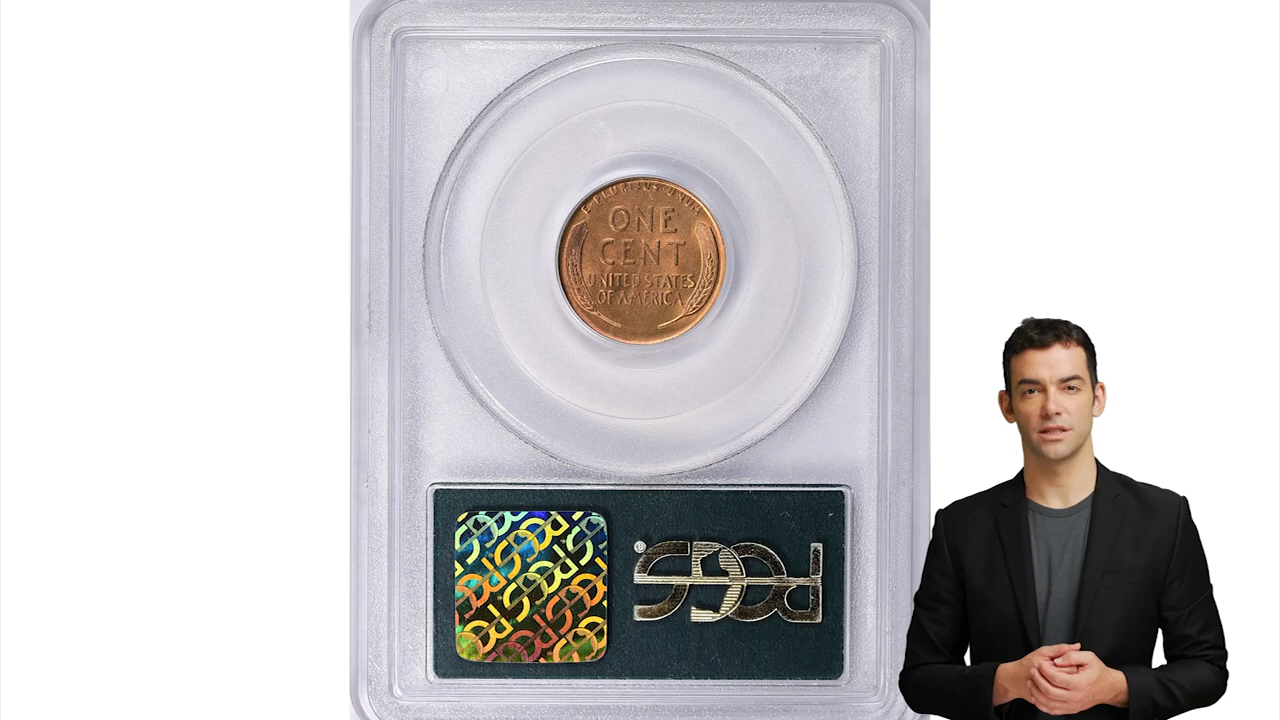 E·PLURIBUS·UNUM
ONE
CENT
UNITED STATES
OF AMERICA
PCGS®